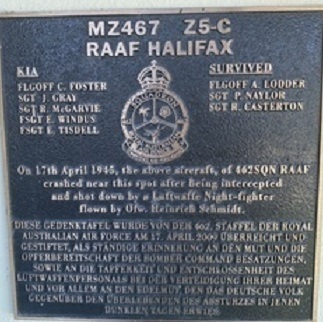 MZ467 Z5-C
RAAF HALIFAX
KIA
FLGOFF C. FOSTER
SGT J. GRAY
SGT R. McGARVIE
FSGT E. WINDUS
FSGT E. TISDELL
SURVIVED
FLGOFF A. LODDER
SGT P. NAYLOR
SGT R. CASTERTON
On 17th April 1945, the above aircraft, of 462SQN RAAF
crashed near this spot after being intercepted
and shot down by a Luftwaffe Night-fighter
flown by Ofw. Heinrich Schmidt.
DIESE GEDENKTAFEL WURDE VON DER 462. STAFFEL DER ROYAL
AUSTRALIAN AIR FORCE AM 17. APRIL 2009 ÜBERREICHT UND
GESTIFTET, ALS STÄNDIGE ERINNERUNG AN DEN MUT UND DIE
OPFERBEREITSCHAFT DER BOMBER COMMAND BESATZUNGEN,
SOWIE AN DIE TAPFERKEIT UND ENTSCHLOSSENHEIT DES
LUFTWAFFENPERSONALS BEI DER VERTEIDIGUNG IHRER HEIMAT
UND VOR ALLEM AN DEN EDELMUT, DEN DAS DEUTSCHE VOLK
GEGENÜBER DEN ÜBERLEBENDEN DES ABSTURZES IN JENEN
DUNKLEN TAGEN ERWIES